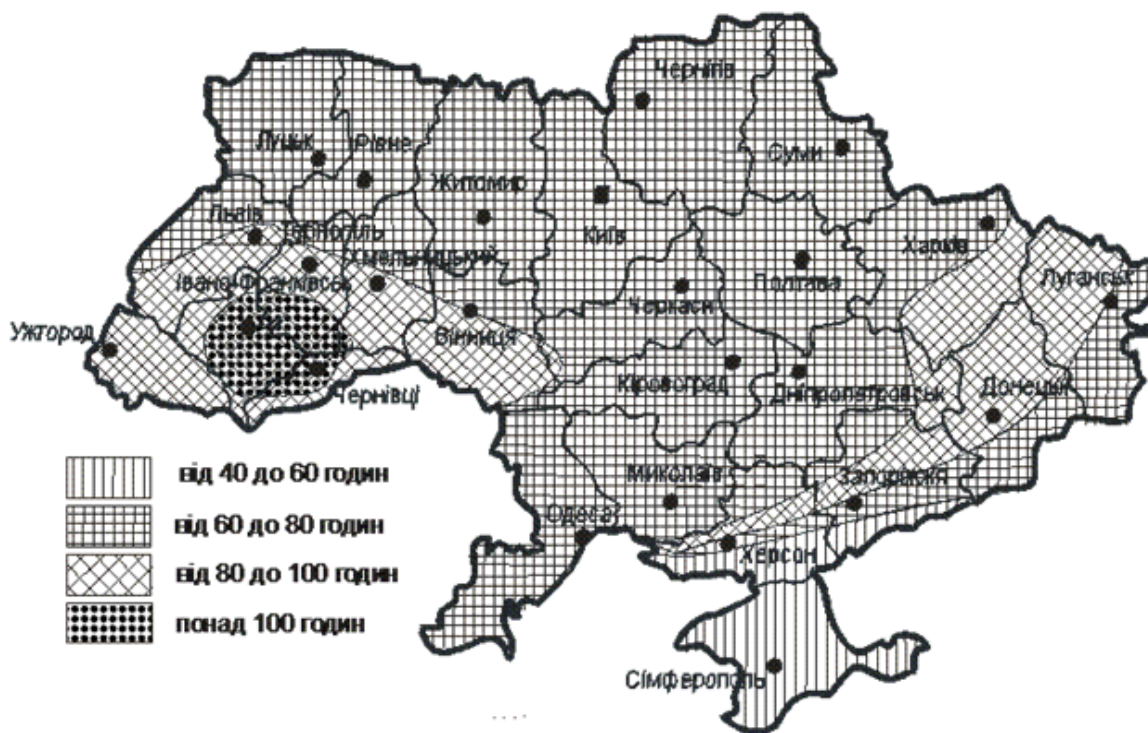 Чернігів
Луцьк
Рівне
Суми
Житомир
Львів
Тернопіль
Київ
Харків
Хмельницький
Івано-Франківськ
Полтава
Луганськ
Черкаси
Ужгород
Вінниця
Кіровоград
Дніпропетровськ
Донецьк
Чернівці
від 40 до 60 годин
Миколаїв
Запоріжжя
від 60 до 80 годин
Одеса
Херсон
від 80 до 100 годин
понад 100 годин
Сімферополь